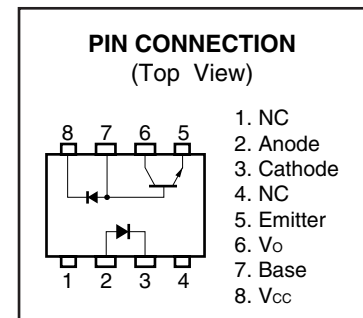 PIN CONNECTION
(Top View)
8 7 6 5
1 2 3 4
1. NC
2. Anode
3. Cathode
4. NC
5. Emitter
6. VO
7. Base
8. VCC